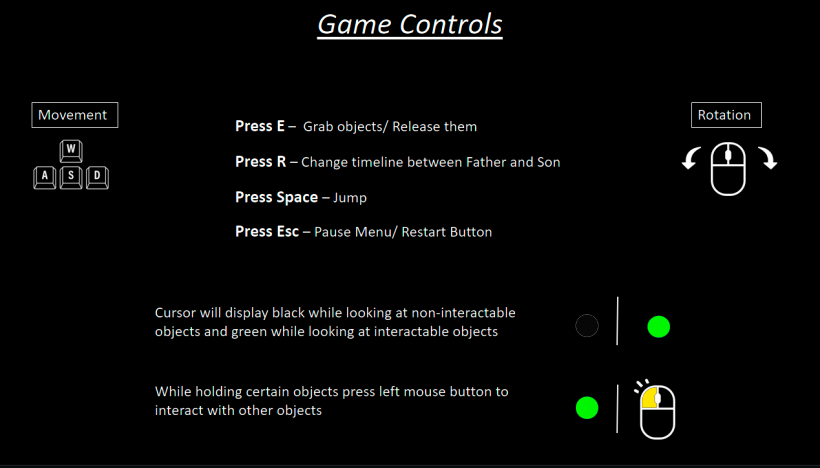 Game Controls
Movement
Rotation
W
A S D
Press E – Grab objects/ Release them
Press R – Change timeline between Father and Son
Press Space – Jump
Press Esc – Pause Menu/ Restart Button
Cursor will display black while looking at non-interactable
objects and green while looking at interactable objects
While holding certain objects press left mouse button to
interact with other objects